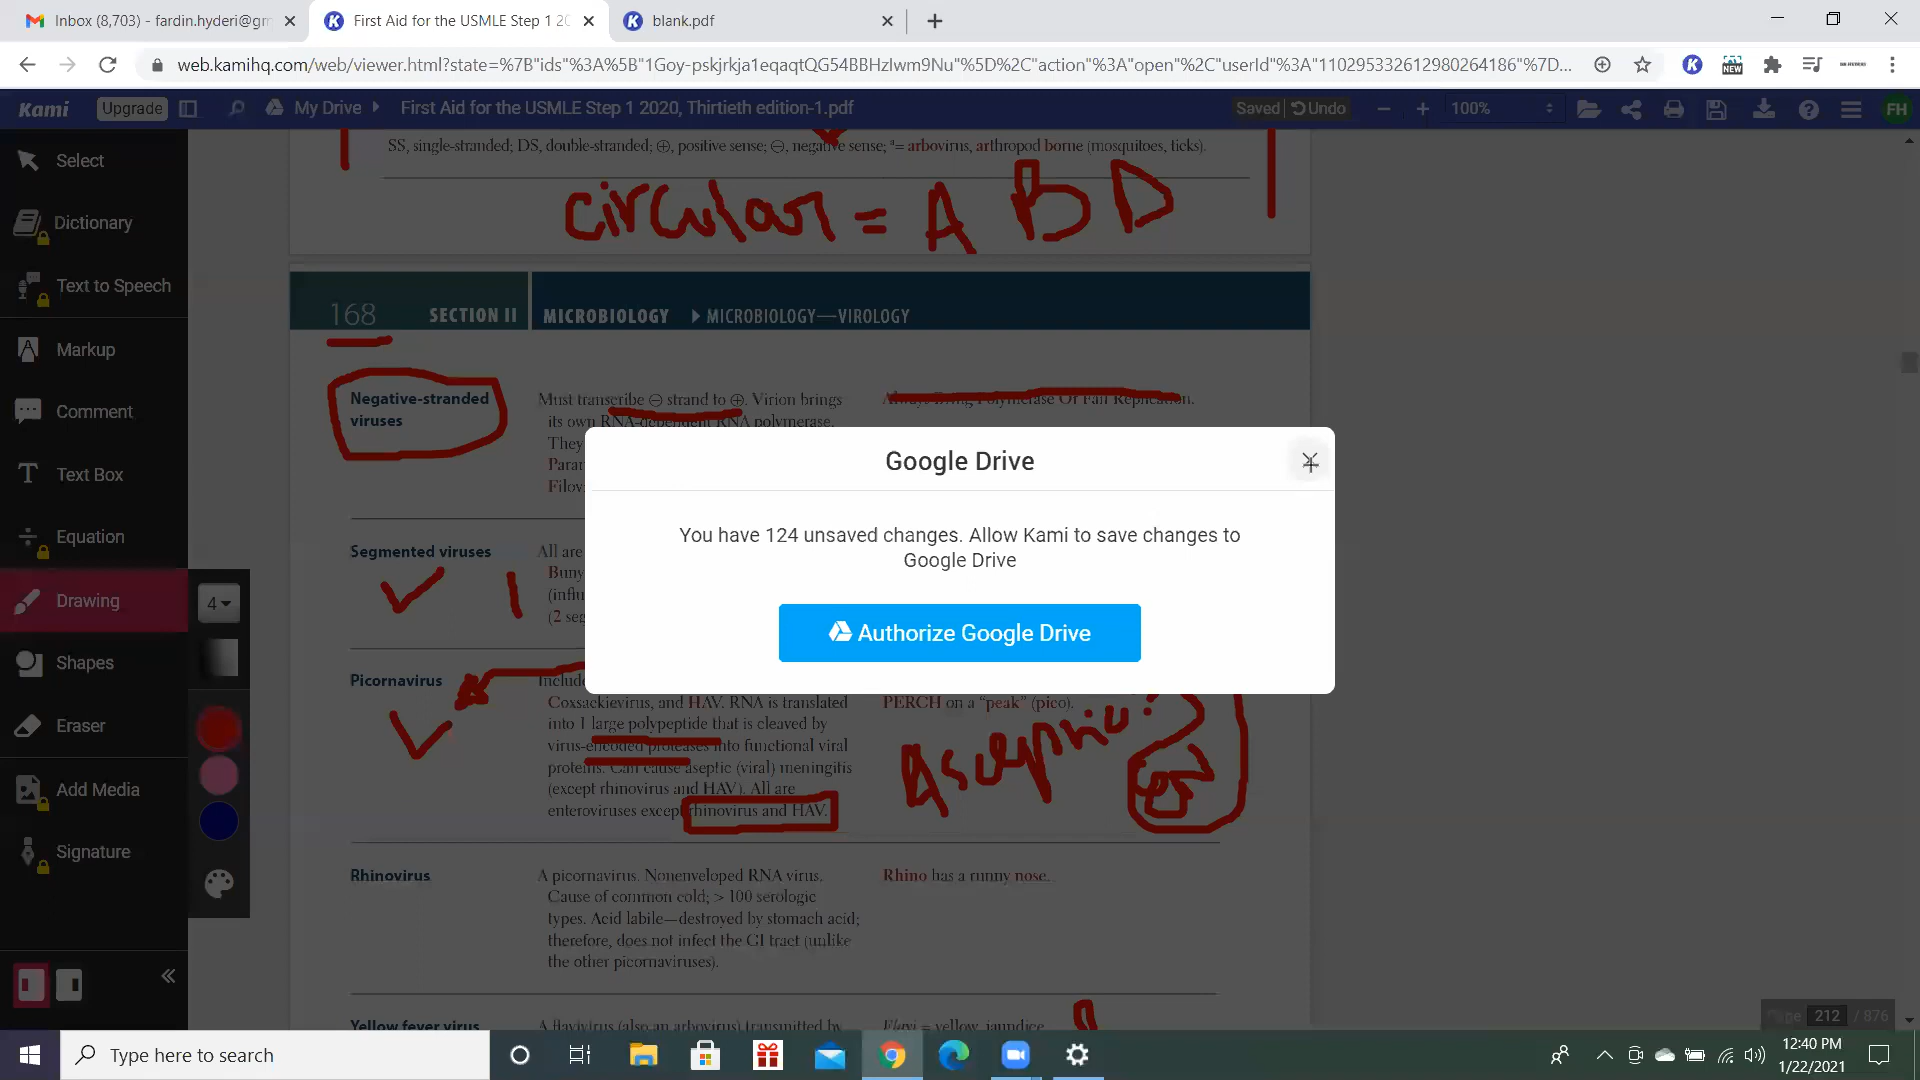 Inbox (8,703) - fardin.hyderi@gm
First Aid for the USMLE Step 1 20
blank.pdf
web.kamihq.com/web/viewer.html?state=%7B"ids"%3A%5B"1Goy-pskjrkja1eqaqtQG54BBHzIwm9Nu"%5D%2C"action"%3A"open"%2C"userId"%3A"110295332612980264186"%7D...
NEW
Kami
Upgrade
My Drive
First Aid for the USMLE Step 1 2020, Thirtieth edition-1.pdf
Saved
Undo
100%
FH
Select
Dictionary
Text to Speech
Markup
Comment
Text Box
Equation
Drawing
4
Shapes
Eraser
Add Media
Signature
SS, single-stranded; DS, double-stranded; ⊕, positive sense; ⊖, negative sense; ª= arbovirus, arthropod borne (mosquitoes, ticks).
circular = A B D
168 SECTION II MICROBIOLOGY ▶ MICROBIOLOGY—VIROLOGY
Negative-stranded
viruses
Must transcribe ⊖ strand to ⊕. Virion brings
its own RNA-dependent RNA polymerase.
They
Filov
Always Bring Polymerase Or Fail Replication.
Google Drive
You have 124 unsaved changes. Allow Kami to save changes to
Google Drive
Authorize Google Drive
Segmented viruses
All are
Buny
(influ
(2 seg
Picornavirus
Include
Coxsackievirus, and HAV. RNA is translated
into 1 large polypeptide that is cleaved by
virus-encoded proteases into functional viral
proteins. Can cause aseptic (viral) meningitis
(except rhinovirus and HAV). All are
enteroviruses except rhinovirus and HAV.
PERCH on a “peak” (pico).
Aseptic
Rhinovirus
A picornavirus. Nonenveloped RNA virus.
Cause of common cold; > 100 serologic
types. Acid labile—destroyed by stomach acid;
therefore, does not infect the GI tract (unlike
the other picornaviruses).
Rhino has a runny nose.
Yellow fever virus
A flavivirus (also an arbovirus) transmitted by
Flavi = yellow, jaundice
212 / 876
Type here to search
12:40 PM
1/22/2021